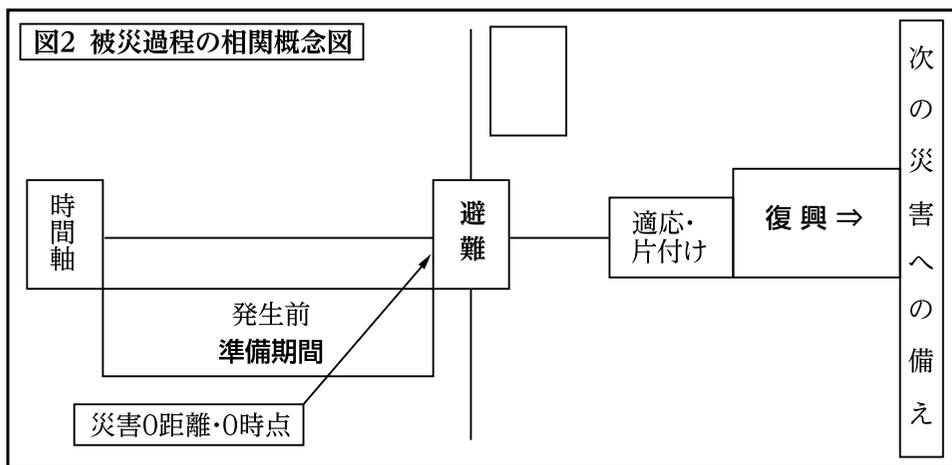 図2 被災過程の相関概念図
時間軸
避難
発生前
準備期間
災害0距離・0時点
適応・
片付け
復興⇒
次の災害への備え